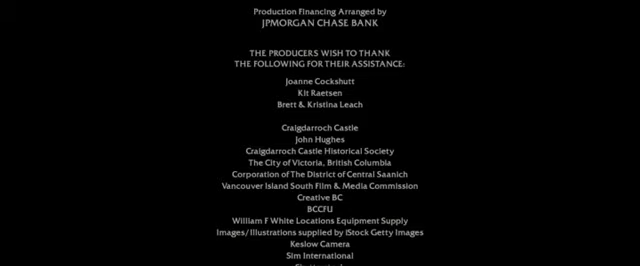 Production Financing Arranged by
JPMORGAN CHASE BANK
THE PRODUCERS WISH TO THANK
THE FOLLOWING FOR THEIR ASSISTANCE:
Joanne Cockshutt
Kit Raetsen
Brett & Kristina Leach
Craigdarroch Castle
John Hughes
Craigdarroch Castle Historical Society
The City of Victoria, British Columbia
Corporation of The District of Central Saanich
Vancouver Island South Film & Media Commission
Creative BC
BCCFU
William F White Locations Equipment Supply
Images/Illustrations supplied by iStock Getty Images
Keslow Camera
Sim International